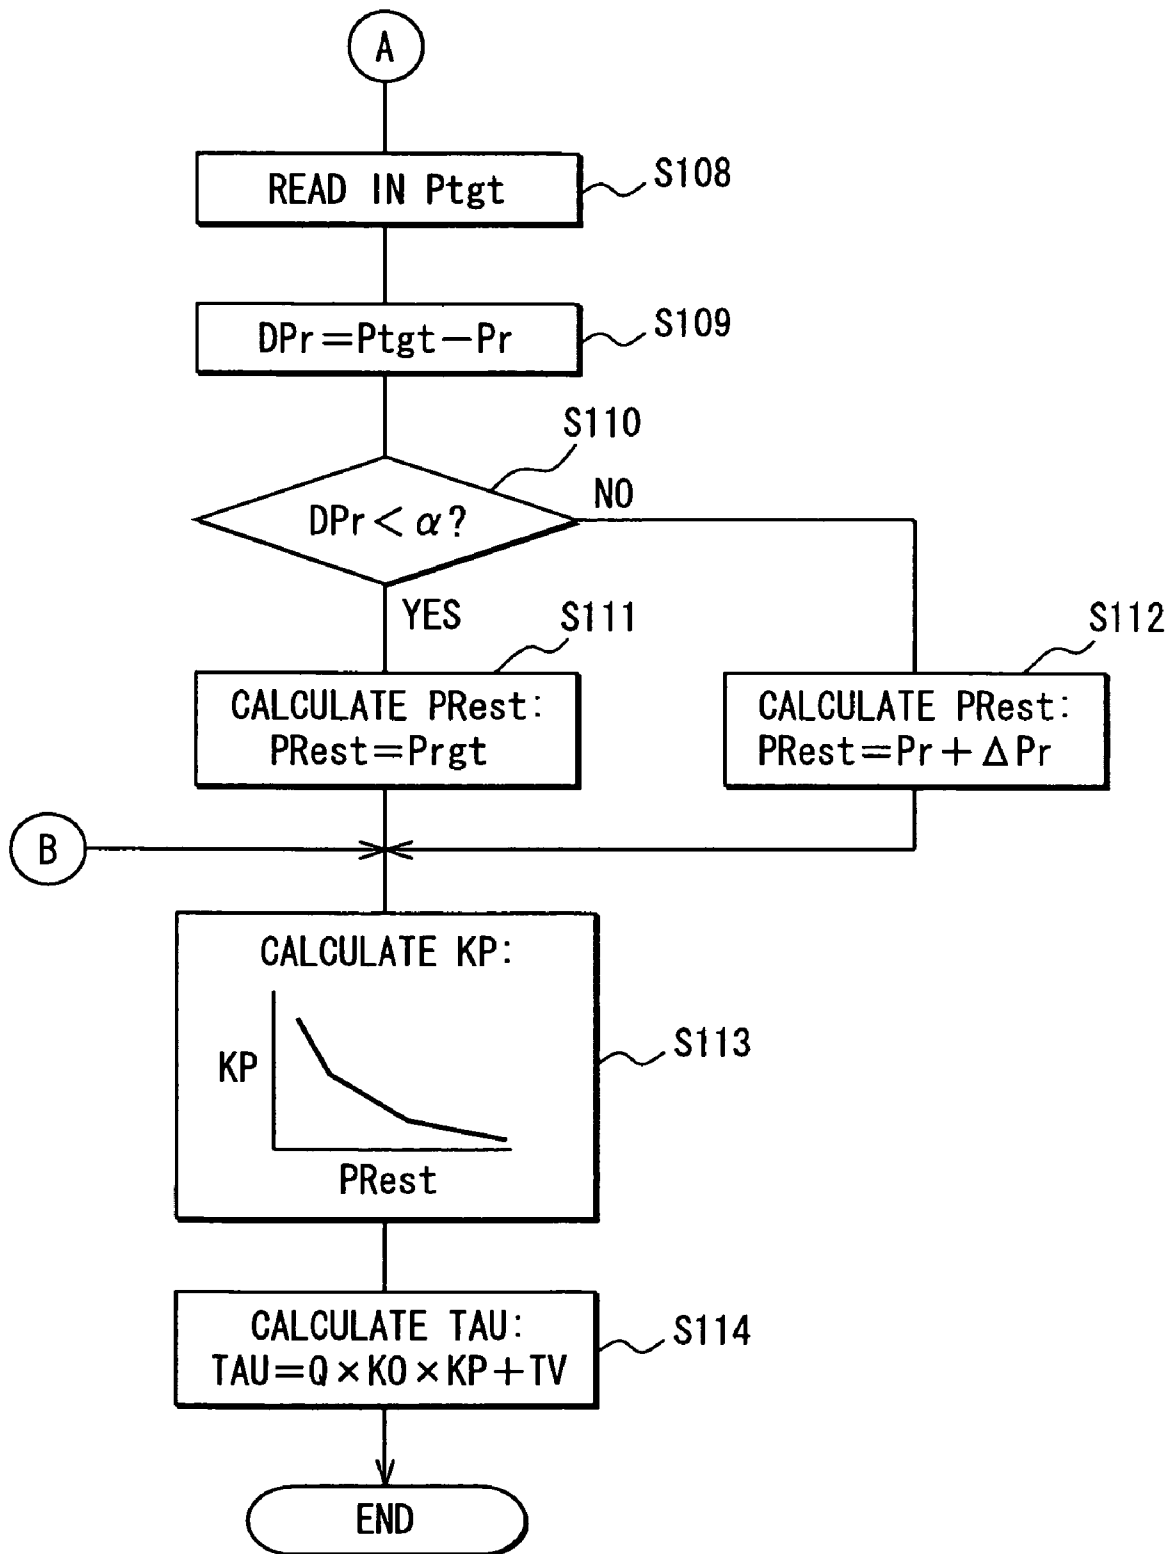 A
READ IN Ptgt
S108
DPr=Ptgt-Pr
S109
S110
DPr<α?
NO
YES
S111
CALCULATE PRest:
PRest=Prgt
S112
CALCULATE PRest:
PRest=Pr+ΔPr
B
CALCULATE KP:
KP
PRest
S113
CALCULATE TAU:
TAU=Q×K0×KP+TV
S114
END